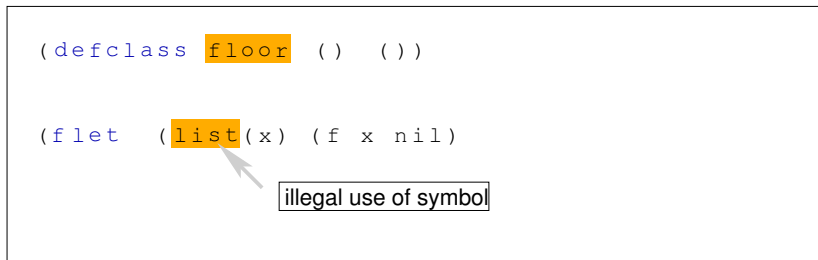 (defclass floor () ())
(flet (list(x) (f x nil)
illegal use of symbol